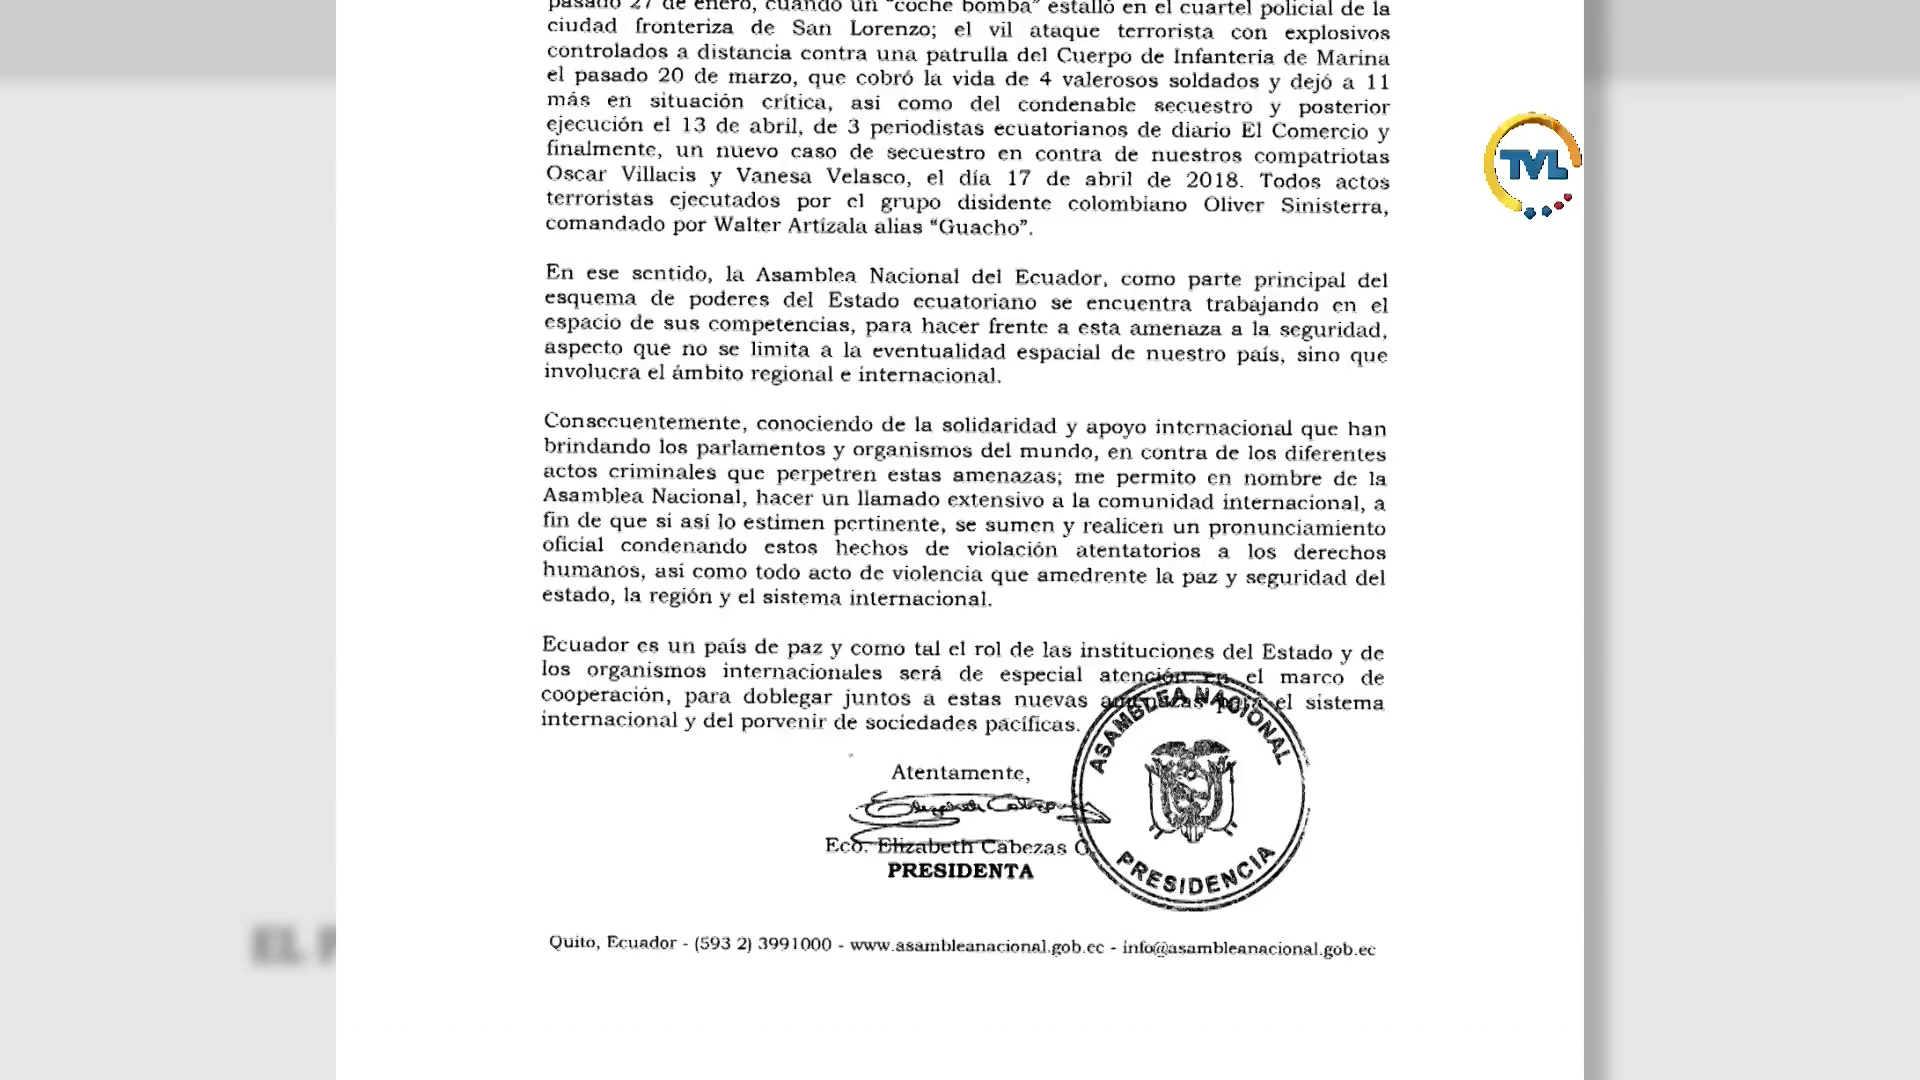 pasado 27 de enero, cuando un “coche bomba” estalló en el cuartel policial de la
ciudad fronteriza de San Lorenzo; el vil ataque terrorista con explosivos
controlados a distancia contra una patrulla del Cuerpo de Infanteria de Marina
el pasado 20 de marzo, que cobró la vida de 4 valerosos soldados y dejó a 11
más en situación crítica, asi como del condenable secuestro y posterior
ejecución el 13 de abril, de 3 periodistas ecuatorianos de diario El Comercio y
finalmente, un nuevo caso de secuestro en contra de nuestros compatriotas
Oscar Villacis y Vanesa Velasco, el día 17 de abril de 2018. Todos actos
terroristas ejecutados por el grupo disidente colombiano Oliver Sinisterra,
comandado por Walter Artízala alias “Guacho”.
En ese sentido, la Asamblea Nacional del Ecuador, como parte principal del
esquema de poderes del Estado ecuatoriano se encuentra trabajando en el
espacio de sus competencias, para hacer frente a esta amenaza a la seguridad,
aspecto que no se limita a la eventualidad espacial de nuestro país, sino que
involucra el ámbito regional e internacional.
Consecuentemente, conociendo de la solidaridad y apoyo internacional que han
brindando los parlamentos y organismos del mundo, en contra de los diferentes
actos criminales que perpetren estas amenazas; me permito en nombre de la
Asamblea Nacional, hacer un llamado extensivo a la comunidad internacional, a
fin de que si así lo estimen pertinente, se sumen y realicen un pronunciamiento
oficial condenando estos hechos de violación atentatorios a los derechos
humanos, asi como todo acto de violencia que amedrente la paz y seguridad del
estado, la región y el sistema internacional.
Ecuador es un país de paz y como tal el rol de las instituciones del Estado y de
los organismos internacionales será de especial atención en el marco de
cooperación, para doblegar juntos a estas nuevas amenazas para el sistema
internacional y del porvenir de sociedades pacíficas.
Atentamente,
Eco. Elizabeth Cabezas G.
PRESIDENTA
ASAMBLEA NACIONAL
PRESIDENCIA
Quito, Ecuador - (593 2) 3991000 - www.asambleanacional.gob.ec - info@asambleanacional.gob.ec
TVL
EL